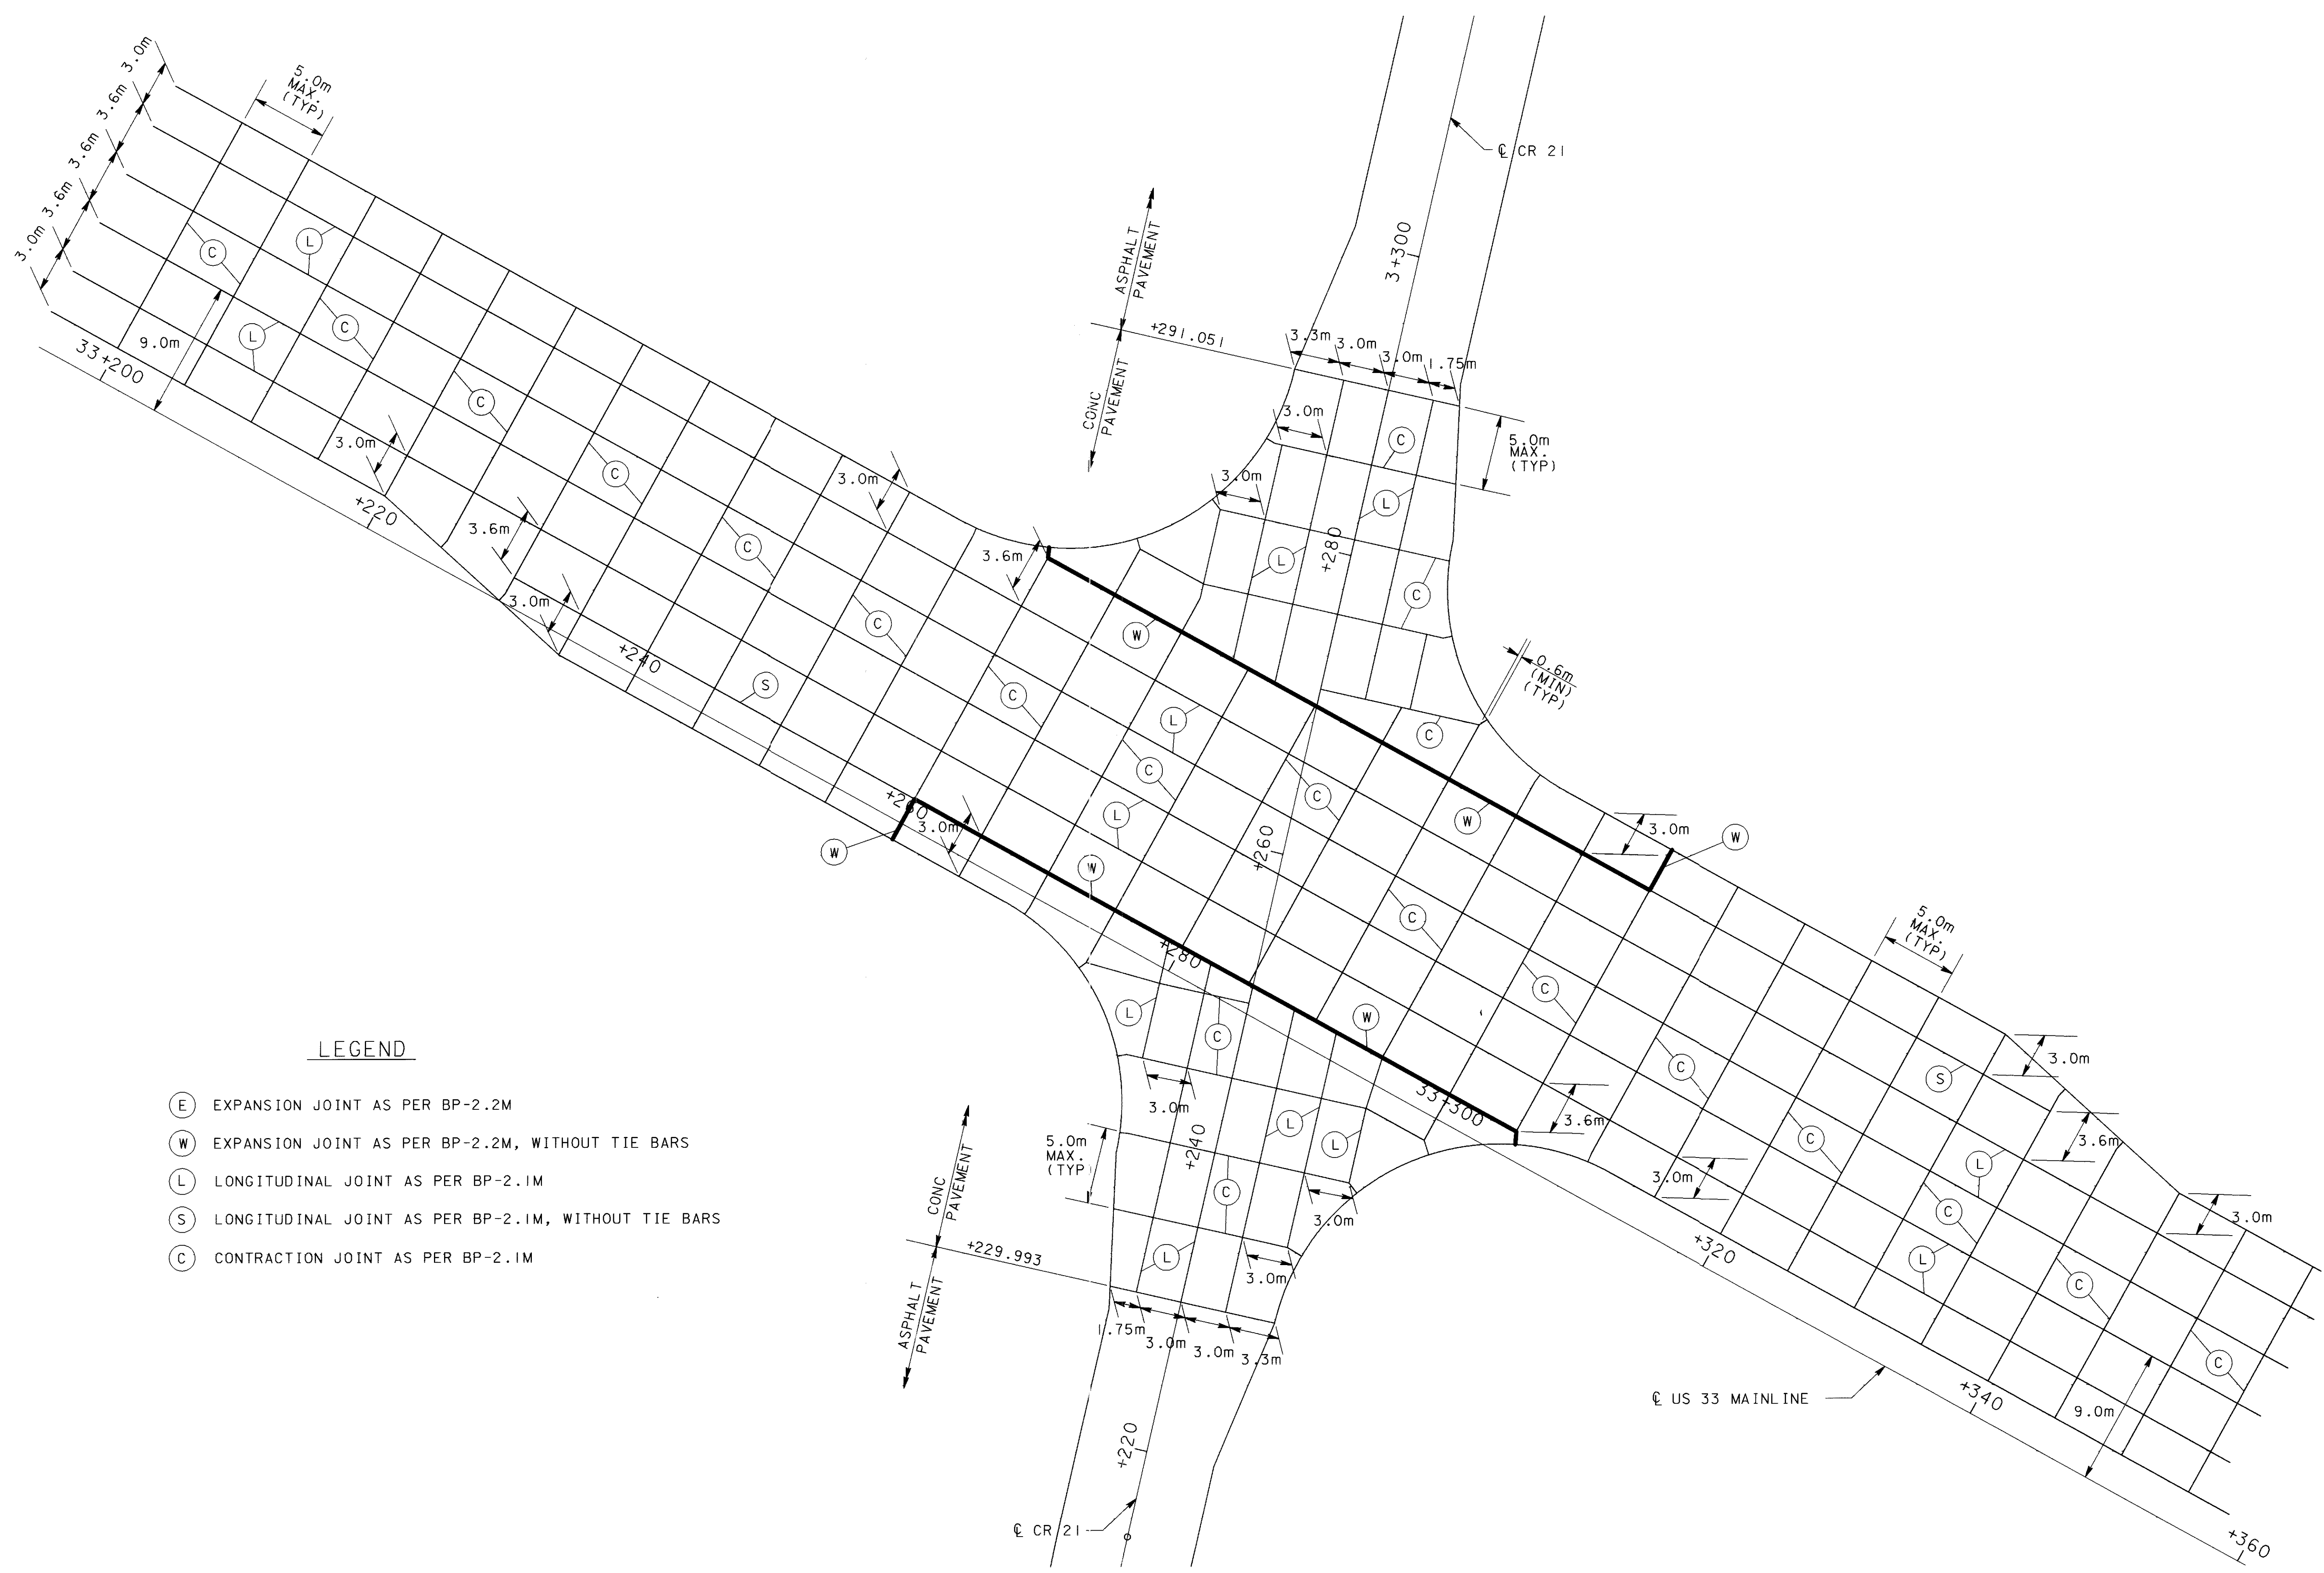 3.0m
3.6m
3.6m
3.6m
3.0m
5.0m
MAX.
(TYP)
C
L
L
C
9.0m
33+200
3.0m
+220
C
C
3.0m
3.6m
C
3.0m
3.6m
+240
S
C
C
W
L
C
L
C
+260
3.0m
W
W
+280
ASPHALT
PAVEMENT
CONC
PAVEMENT
+291.051
℄ CR 21
3+300
3.3m
3.0m
3.0m
1.75m
3.0m
C
5.0m
MAX.
(TYP)
3.0m
L
+280
L
C
0.6m
(MIN)
(TYP)
C
W
+260
3.0m
W
C
C
5.0m
MAX.
(TYP)
3.0m
S
C
3.6m
C
L
3.0m
C
L
C
C
9.0m
L
C
W
33+300
3.6m
3.0m
+320
+340
+360
℄ US 33 MAINLINE
3.0m
5.0m
MAX.
(TYP)
+240
L
L
C
3.0m
L
3.0m
CONC
PAVEMENT
ASPHALT
PAVEMENT
+229.993
1.75m
3.0m
3.0m
3.3m
+220
℄ CR 21
LEGEND
E EXPANSION JOINT AS PER BP-2.2M
W EXPANSION JOINT AS PER BP-2.2M, WITHOUT TIE BARS
L LONGITUDINAL JOINT AS PER BP-2.1M
S LONGITUDINAL JOINT AS PER BP-2.1M, WITHOUT TIE BARS
C CONTRACTION JOINT AS PER BP-2.1M